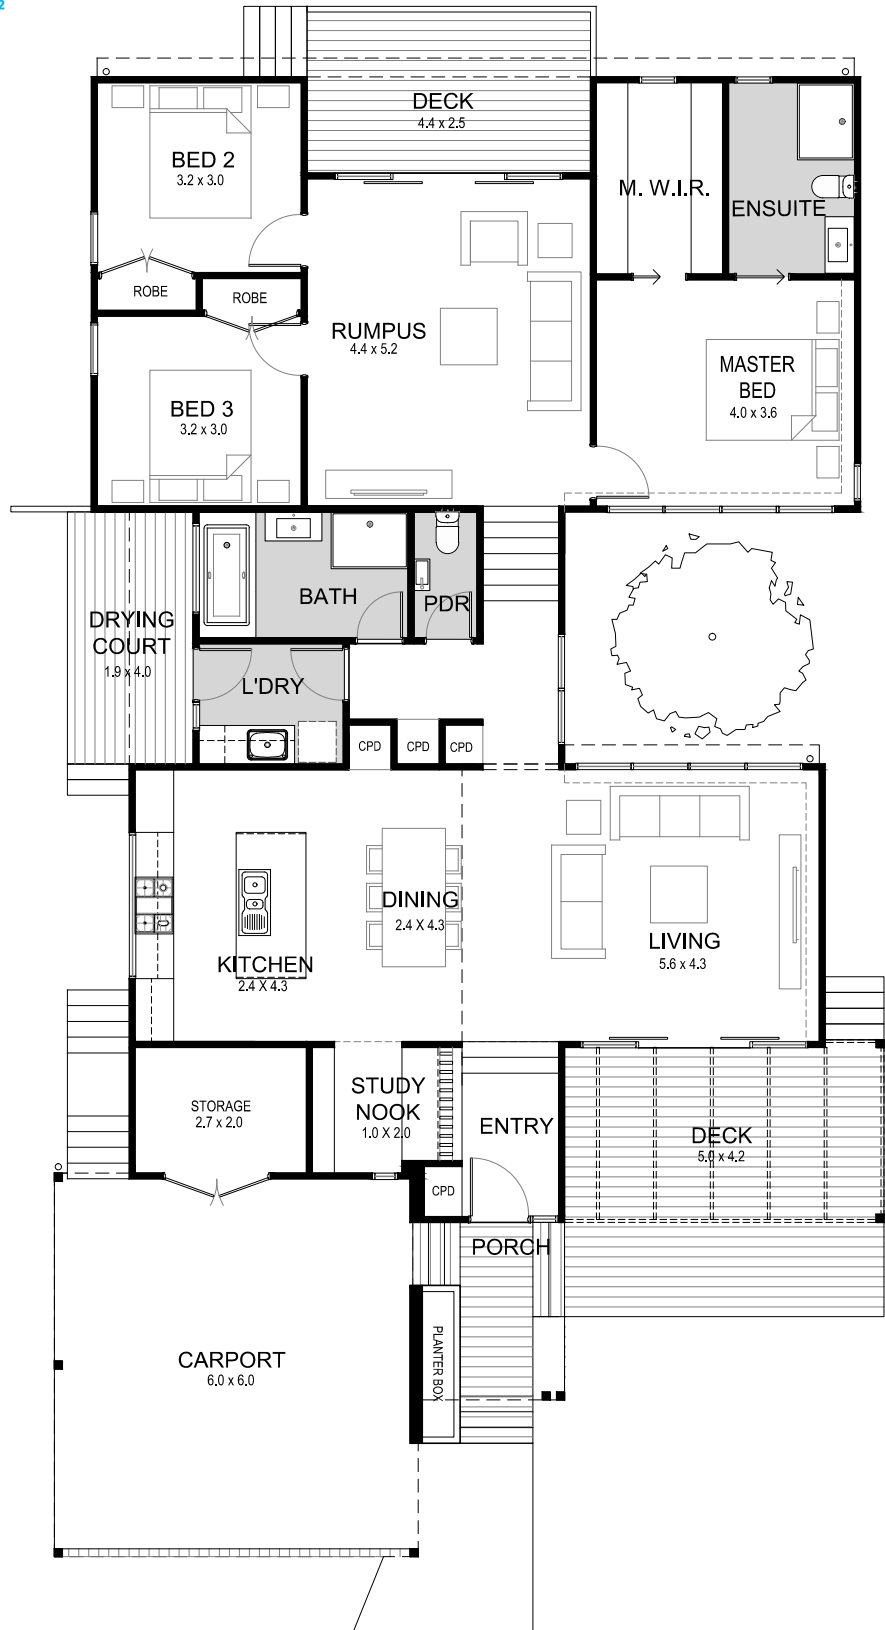 2
DECK
4.4 x 2.5
BED 2
3.2 x 3.0
M. W.I.R.
ENSUITE
ROBE
ROBE
RUMPUS
4.4 x 5.2
MASTER
BED
4.0 x 3.6
BED 3
3.2 x 3.0
BATH
PDR
DRYING
COURT
1.9 x 4.0
L'DRY
CPD
CPD
CPD
DINING
2.4 X 4.3
KITCHEN
2.4 X 4.3
LIVING
5.6 x 4.3
STORAGE
2.7 x 2.0
STUDY
NOOK
1.0 X 2.0
ENTRY
DECK
5.0 x 4.2
CPD
PORCH
PLANTER BOX
CARPORT
6.0 x 6.0